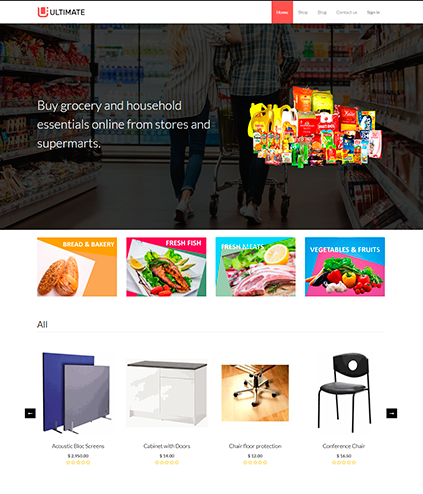 ULTIMATE
Home Shop Blog Contact us Sign in
Buy grocery and household
essentials online from stores and
supermarts.
BREAD & BAKERY
FRESH FISH
FRESH MEATS
VEGETABLES & FRUITS
All
Acoustic Bloc Screens
$ 2,950.00
Cabinet with Doors
$ 14.00
Chair floor protection
$ 12.00
Conference Chair
$ 16.50